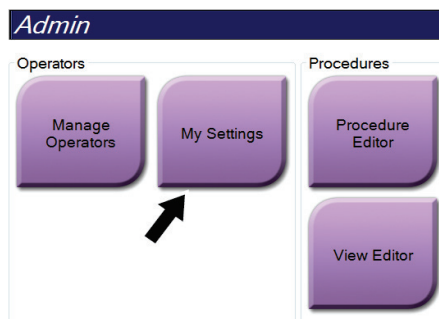 Admin
Operators
Procedures
Manage
Operators
My Settings
Procedure
Editor
View Editor